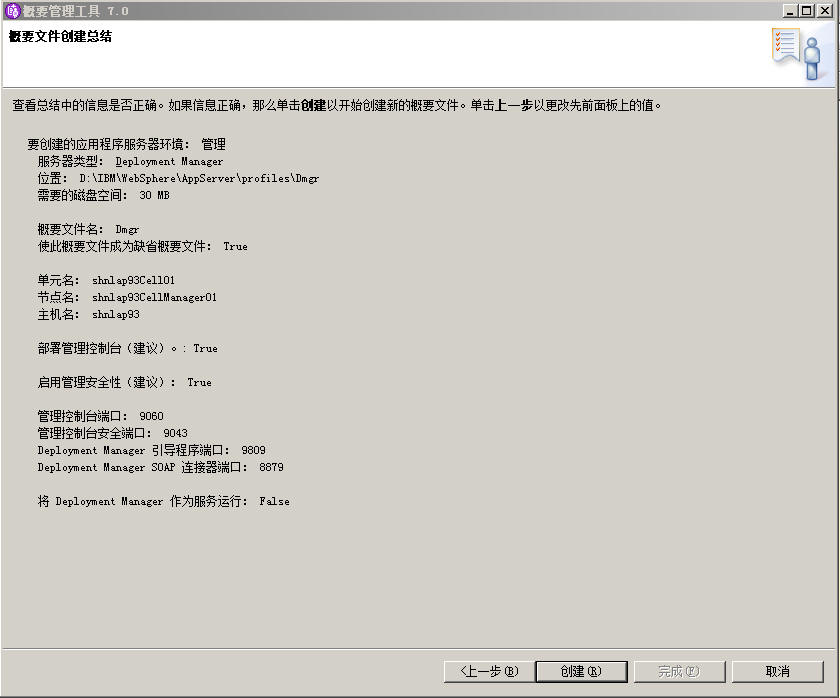 概要管理工具 7.0
概要文件创建总结
查看总结中的信息是否正确。如果信息正确，那么单击创建以开始创建新的概要文件。单击上一步以更改先前面板上的值。
要创建的应用程序服务器环境： 管理
服务器类型： Deployment Manager
位置： D:\IBM\WebSphere\AppServer\profiles\Dmgr
需要的磁盘空间： 30 MB
概要文件名： Dmgr
使此概要文件成为缺省概要文件： True
单元名： shnlap93Cell01
节点名： shnlap93CellManager01
主机名： shnlap93
部署管理控制台（建议）。: True
启用管理安全性（建议）： True
管理控制台端口： 9060
管理控制台安全端口： 9043
Deployment Manager 引导程序端口： 9809
Deployment Manager SOAP 连接器端口： 8879
将 Deployment Manager 作为服务运行： False
<上一步(B) 创建(R) 完成(F) 取消